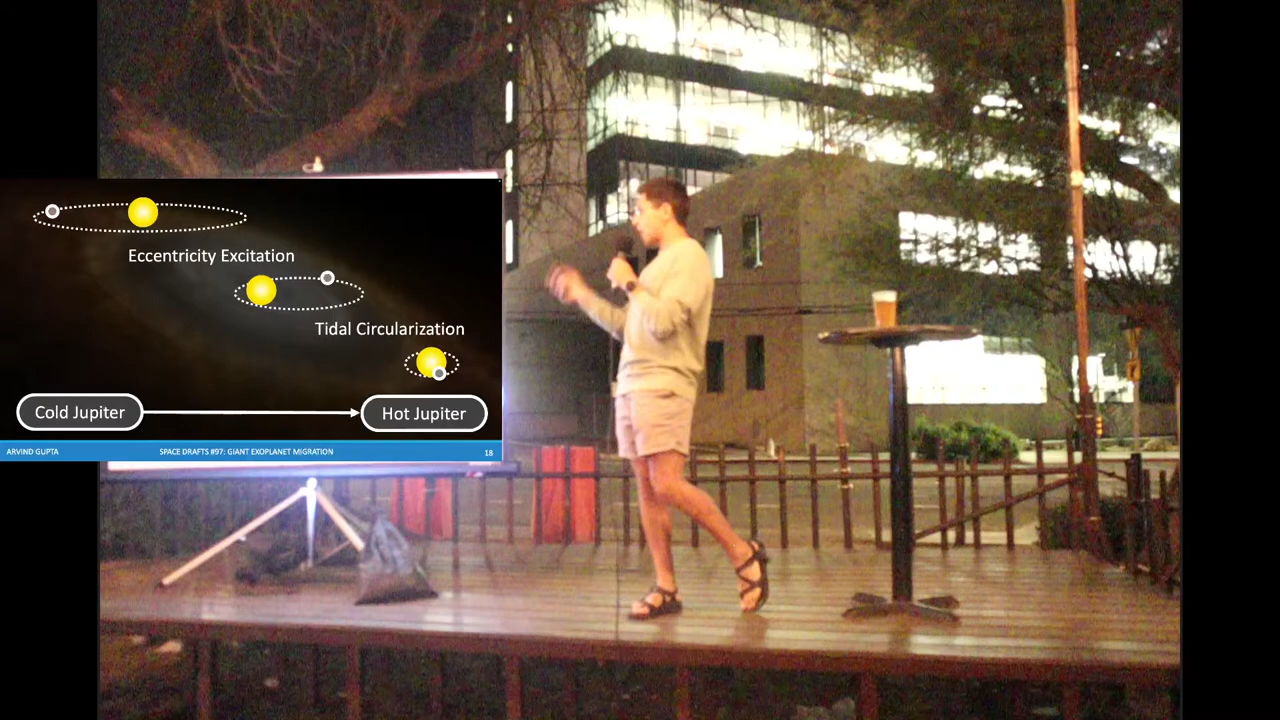 Eccentricity Excitation
Tidal Circularization
Cold Jupiter
Hot Jupiter
ARVIND GUPTA
SPACE DRAFTS #97: GIANT EXOPLANET MIGRATION
18